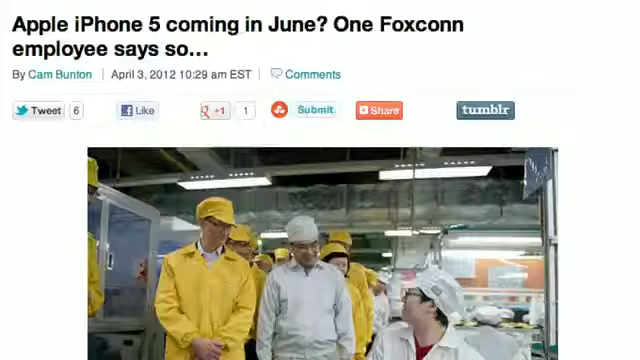 Apple iPhone 5 coming in June? One Foxconn
employee says so...
By Cam Bunton | April 3, 2012 10:29 am EST | Comments
Tweet 6 Like +1 1 Submit Share tumblr